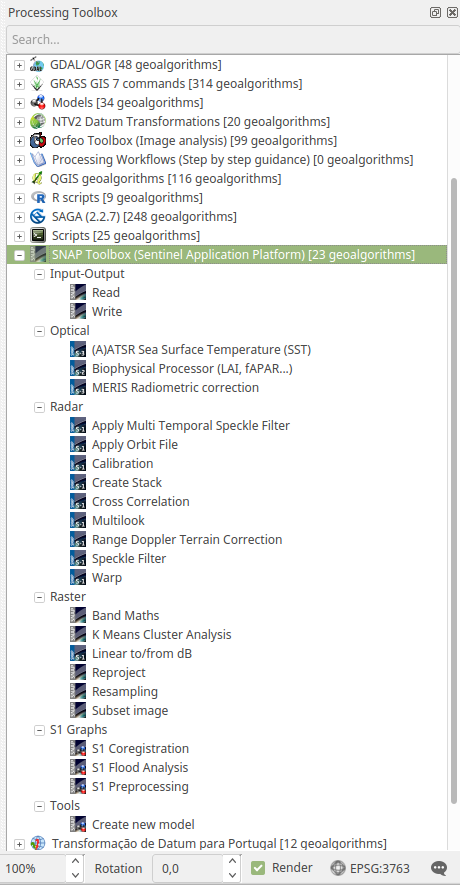 Processing Toolbox
Search...
GDAL/OGR [48 geoalgorithms]
GRASS GIS 7 commands [314 geoalgorithms]
Models [34 geoalgorithms]
NTV2 Datum Transformations [20 geoalgorithms]
Orfeo Toolbox (Image analysis) [99 geoalgorithms]
Processing Workflows (Step by step guidance) [0 geoalgorithms]
QGIS geoalgorithms [116 geoalgorithms]
R scripts [9 geoalgorithms]
SAGA (2.2.7) [248 geoalgorithms]
Scripts [25 geoalgorithms]
SNAP Toolbox (Sentinel Application Platform) [23 geoalgorithms]
Input-Output
Read
Write
Optical
(A)ATSR Sea Surface Temperature (SST)
Biophysical Processor (LAI, fAPAR...)
MERIS Radiometric correction
Radar
Apply Multi Temporal Speckle Filter
Apply Orbit File
Calibration
Create Stack
Cross Correlation
Multilook
Range Doppler Terrain Correction
Speckle Filter
Warp
Raster
Band Maths
K Means Cluster Analysis
Linear to/from dB
Reproject
Resampling
Subset image
S1 Graphs
S1 Coregistration
S1 Flood Analysis
S1 Preprocessing
Tools
Create new model
Transformação de Datum para Portugal [12 geoalgorithms]
100% Rotation 0,0 Render EPSG:3763